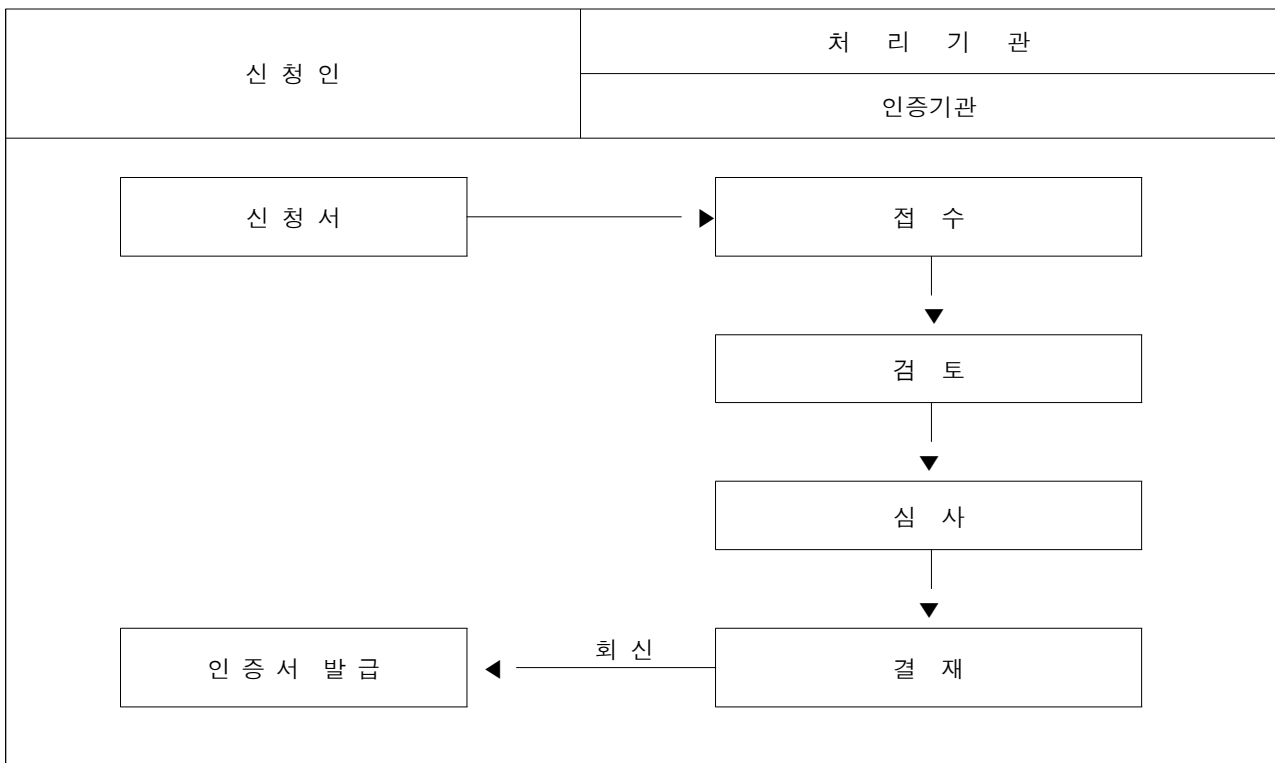 신 청 인
처 리 기 관
인증기관
신 청 서
접 수
검 토
심 사
회 신
인 증 서 발 급
결 재